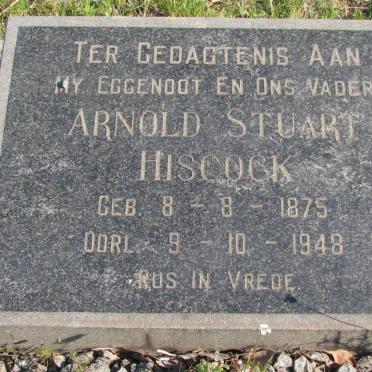 TER GEDAGTENIS AAN
MY EGGENOOT EN ONS VADER
ARNOLD STUART
HISCOCK
GEB. 8 - 8 - 1875
OORL. 9 - 10 - 1948
RUS IN VREDE.